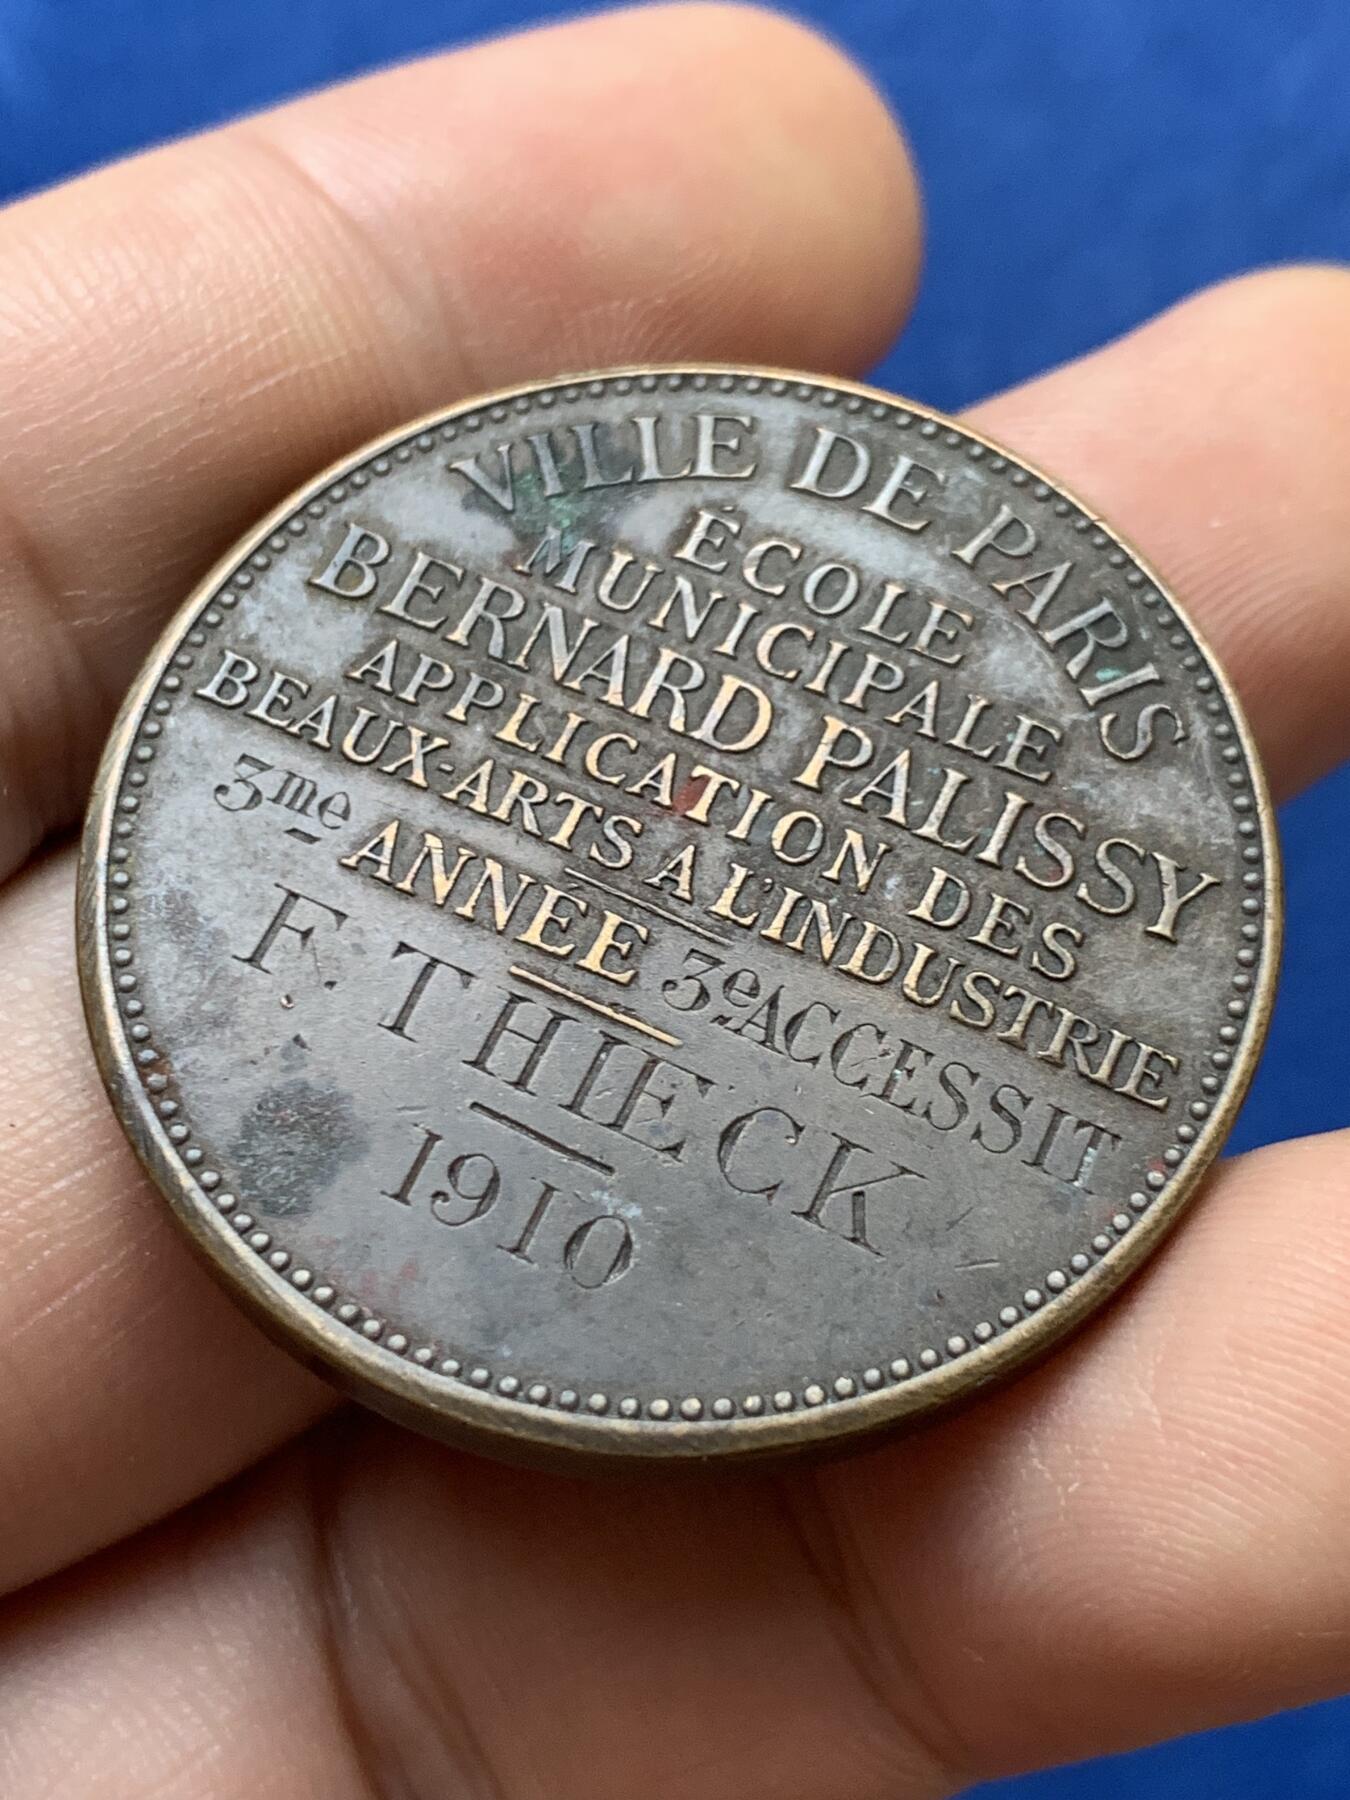 VILLE DE PARIS
ÉCOLE
MUNICIPALE
BERNARD PALISSY
APPLICATION DES
BEAUX-ARTS A L'INDUSTRIE
3me ANNÉE 3e ACCESSIT
F. THIECK
1910